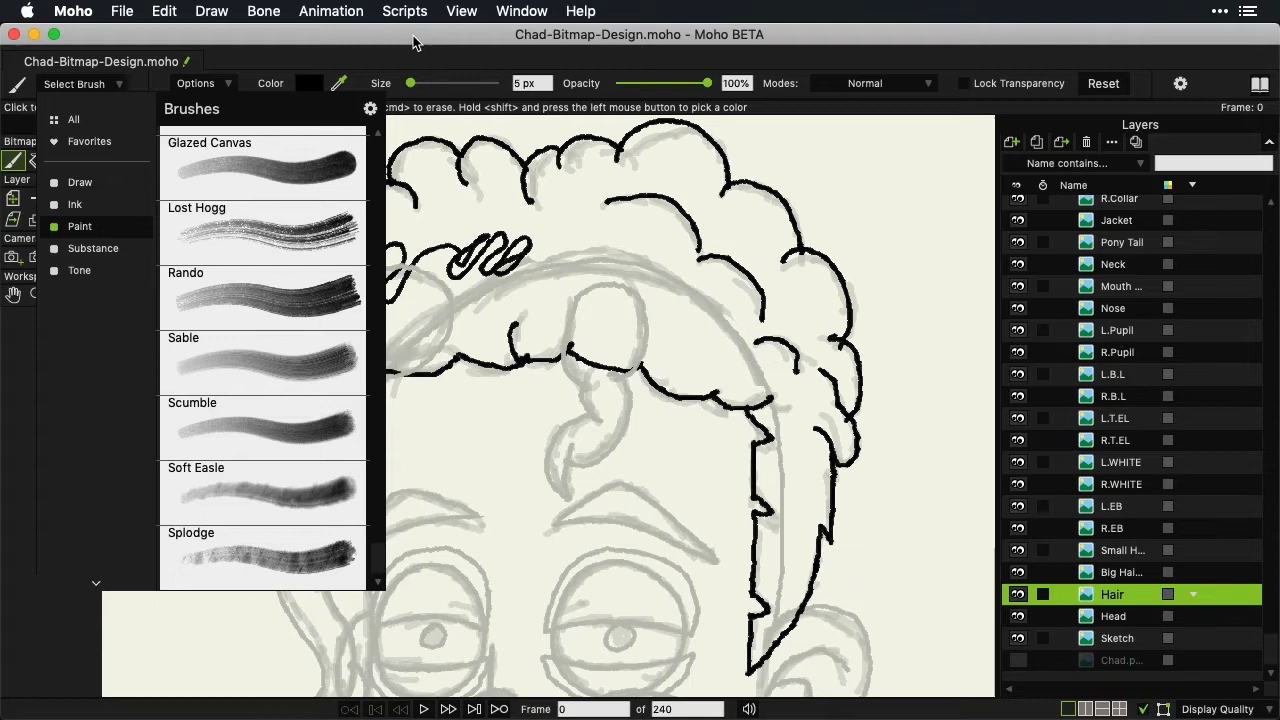 Moho File Edit Draw Bone Animation Scripts View Window Help
Chad-Bitmap-Design.moho - Moho BETA
Chad-Bitmap-Design.moho
Select Brush Options Color Size 5 px Opacity 100% Modes: Normal Lock Transparency Reset
Click to cmd> to erase. Hold <shift> and press the left mouse button to pick a color Frame: 0
Brushes
All
Favorites
Draw
Ink
Paint
Substance
Tone
Glazed Canvas
Lost Hogg
Rando
Sable
Scumble
Soft Easle
Splodge
Bitmap
Layer
Camer
Worksp
Layers
Name contains...
Name
R.Collar
Jacket
Pony Tail
Neck
Mouth ...
Nose
L.Pupil
R.Pupil
L.B.L
R.B.L
L.T.EL
R.T.EL
L.WHITE
R.WHITE
L.EB
R.EB
Small H...
Big Hai...
Hair
Head
Sketch
Chad.p...
Frame 0 of 240 Display Quality